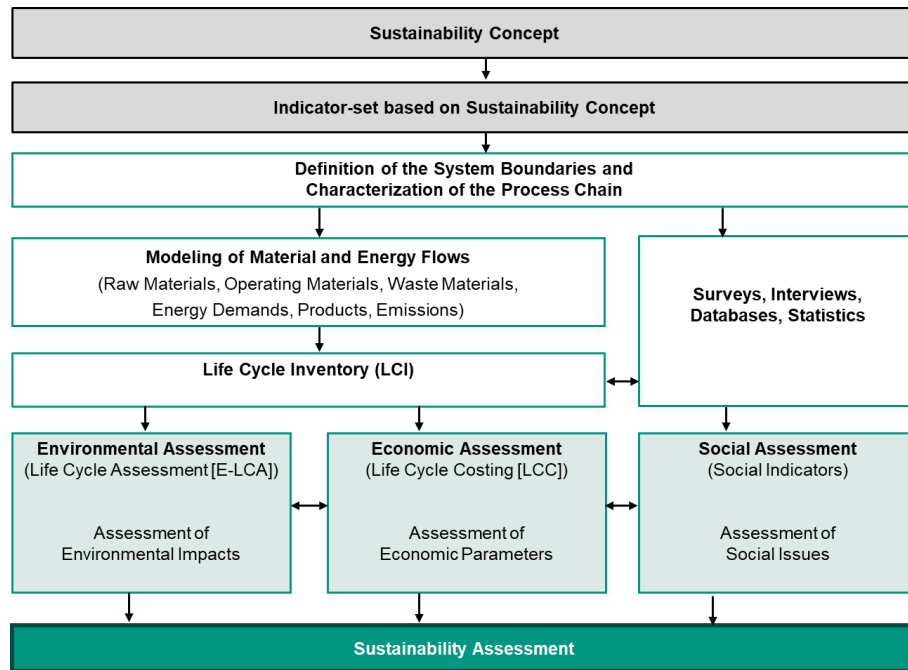 Sustainability Concept
Indicator-set based on Sustainability Concept
Definition of the System Boundaries and
Characterization of the Process Chain
Modeling of Material and Energy Flows
(Raw Materials, Operating Materials, Waste Materials,
Energy Demands, Products, Emissions)
Surveys, Interviews,
Databases, Statistics
Life Cycle Inventory (LCI)
Environmental Assessment
(Life Cycle Assessment [E-LCA])
Assessment of
Environmental Impacts
Economic Assessment
(Life Cycle Costing [LCC])
Assessment of
Economic Parameters
Social Assessment
(Social Indicators)
Assessment of
Social Issues
Sustainability Assessment